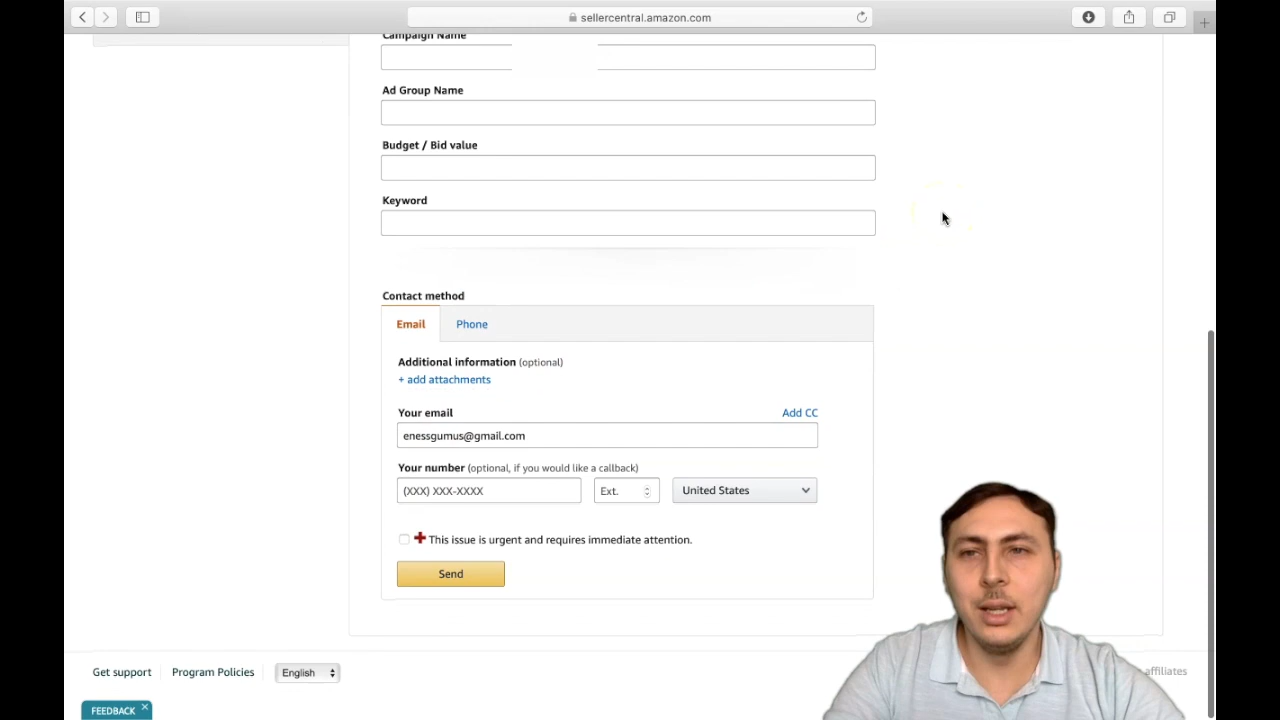 sellercentral.amazon.com
Campaign Name
Ad Group Name
Budget / Bid value
Keyword
Contact method
Email Phone
Additional information (optional)
+ add attachments
Your email Add CC
enessgumus@gmail.com
Your number (optional, if you would like a callback)
(XXX) XXX-XXXX Ext. United States
This issue is urgent and requires immediate attention.
Send
Get support Program Policies English affiliates
FEEDBACK